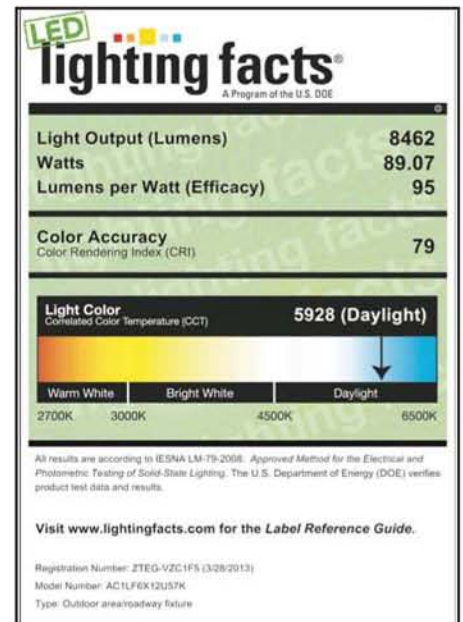 LED
lighting facts®
A Program of the U.S. DOE
Light Output (Lumens) 8462
Watts 89.07
Lumens per Watt (Efficacy) 95
Color Accuracy
Color Rendering Index (CRI) 79
Light Color
Correlated Color Temperature (CCT) 5928 (Daylight)
Warm White Bright White Daylight
2700K 3000K 4500K 6500K
All results are according to IESNA LM-79-2008: Approved Method for the Electrical and
Photometric Testing of Solid-State Lighting. The U.S. Department of Energy (DOE) verifies
product test data and results.
Visit www.lightingfacts.com for the Label Reference Guide.
Registration Number: ZTEG-VZC1F5 (3/28/2013)
Model Number: AC1LF6X12U57K
Type: Outdoor area/roadway fixture